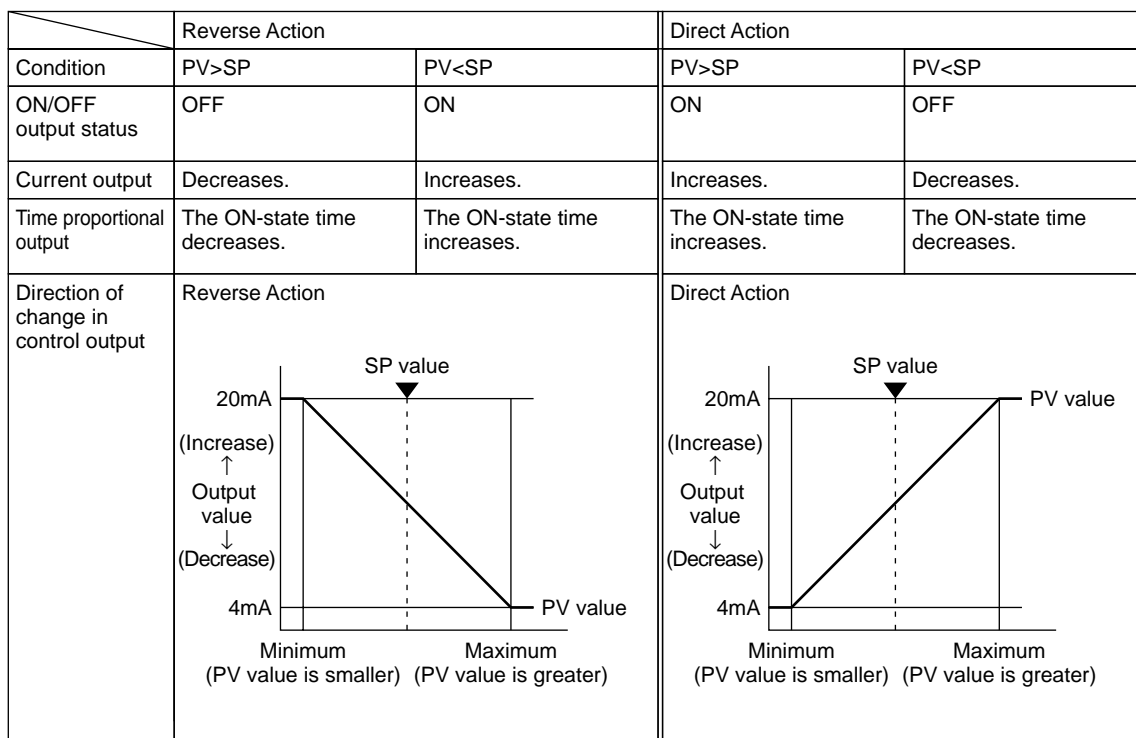 Reverse Action
Direct Action
Condition
PV>SP
PV<SP
PV>SP
PV<SP
ON/OFF
output status
OFF
ON
ON
OFF
Current output
Decreases.
Increases.
Increases.
Decreases.
Time proportional
output
The ON-state time
decreases.
The ON-state time
increases.
The ON-state time
increases.
The ON-state time
decreases.
Direction of
change in
control output
Reverse Action
SP value
20mA
(Increase)
↑
Output
value
↓
(Decrease)
4mA
PV value
Minimum
(PV value is smaller)
Maximum
(PV value is greater)
Direct Action
SP value
20mA
PV value
(Increase)
↑
Output
value
↓
(Decrease)
4mA
Minimum
(PV value is smaller)
Maximum
(PV value is greater)